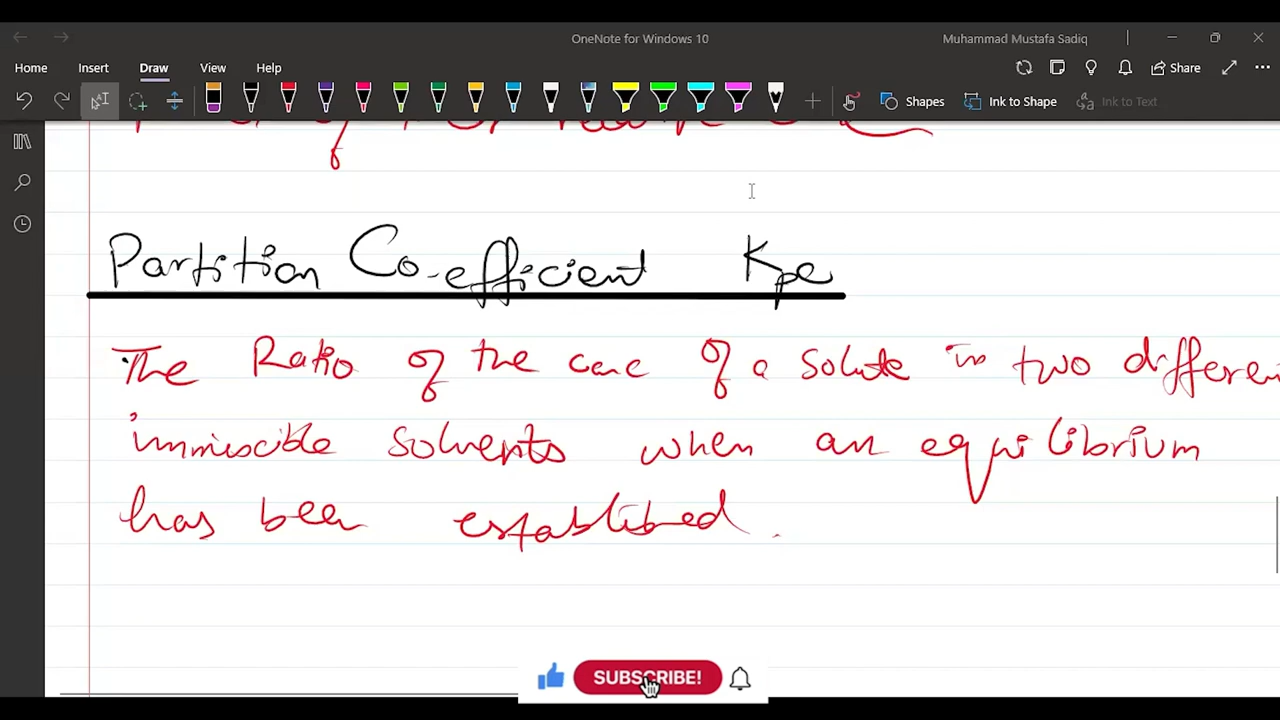 OneNote for Windows 10
Muhammad Mustafa Sadiq
Home Insert Draw View Help
Share
Shapes Ink to Shape Ink to Text
Partition Co-efficient Kpc
The Ratio of the conc of a solute in two differen
immiscible solvents when an equilibrium
has been established.
SUBSCRIBE!